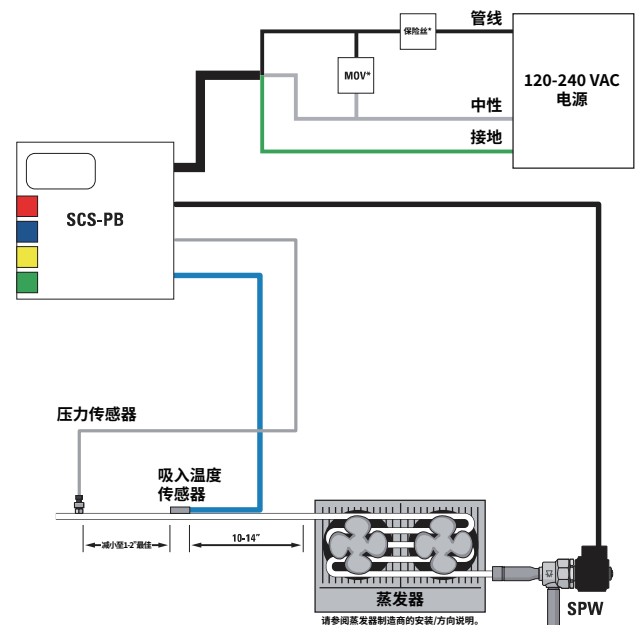 管线
保险丝*
120-240 VAC
电源
MOV*
中性
接地
SCS-PB
压力传感器
吸入温度
传感器
减小至1-2"最佳
10-14"
蒸发器
SPW
请参阅蒸发器制造商的安装/方向说明。